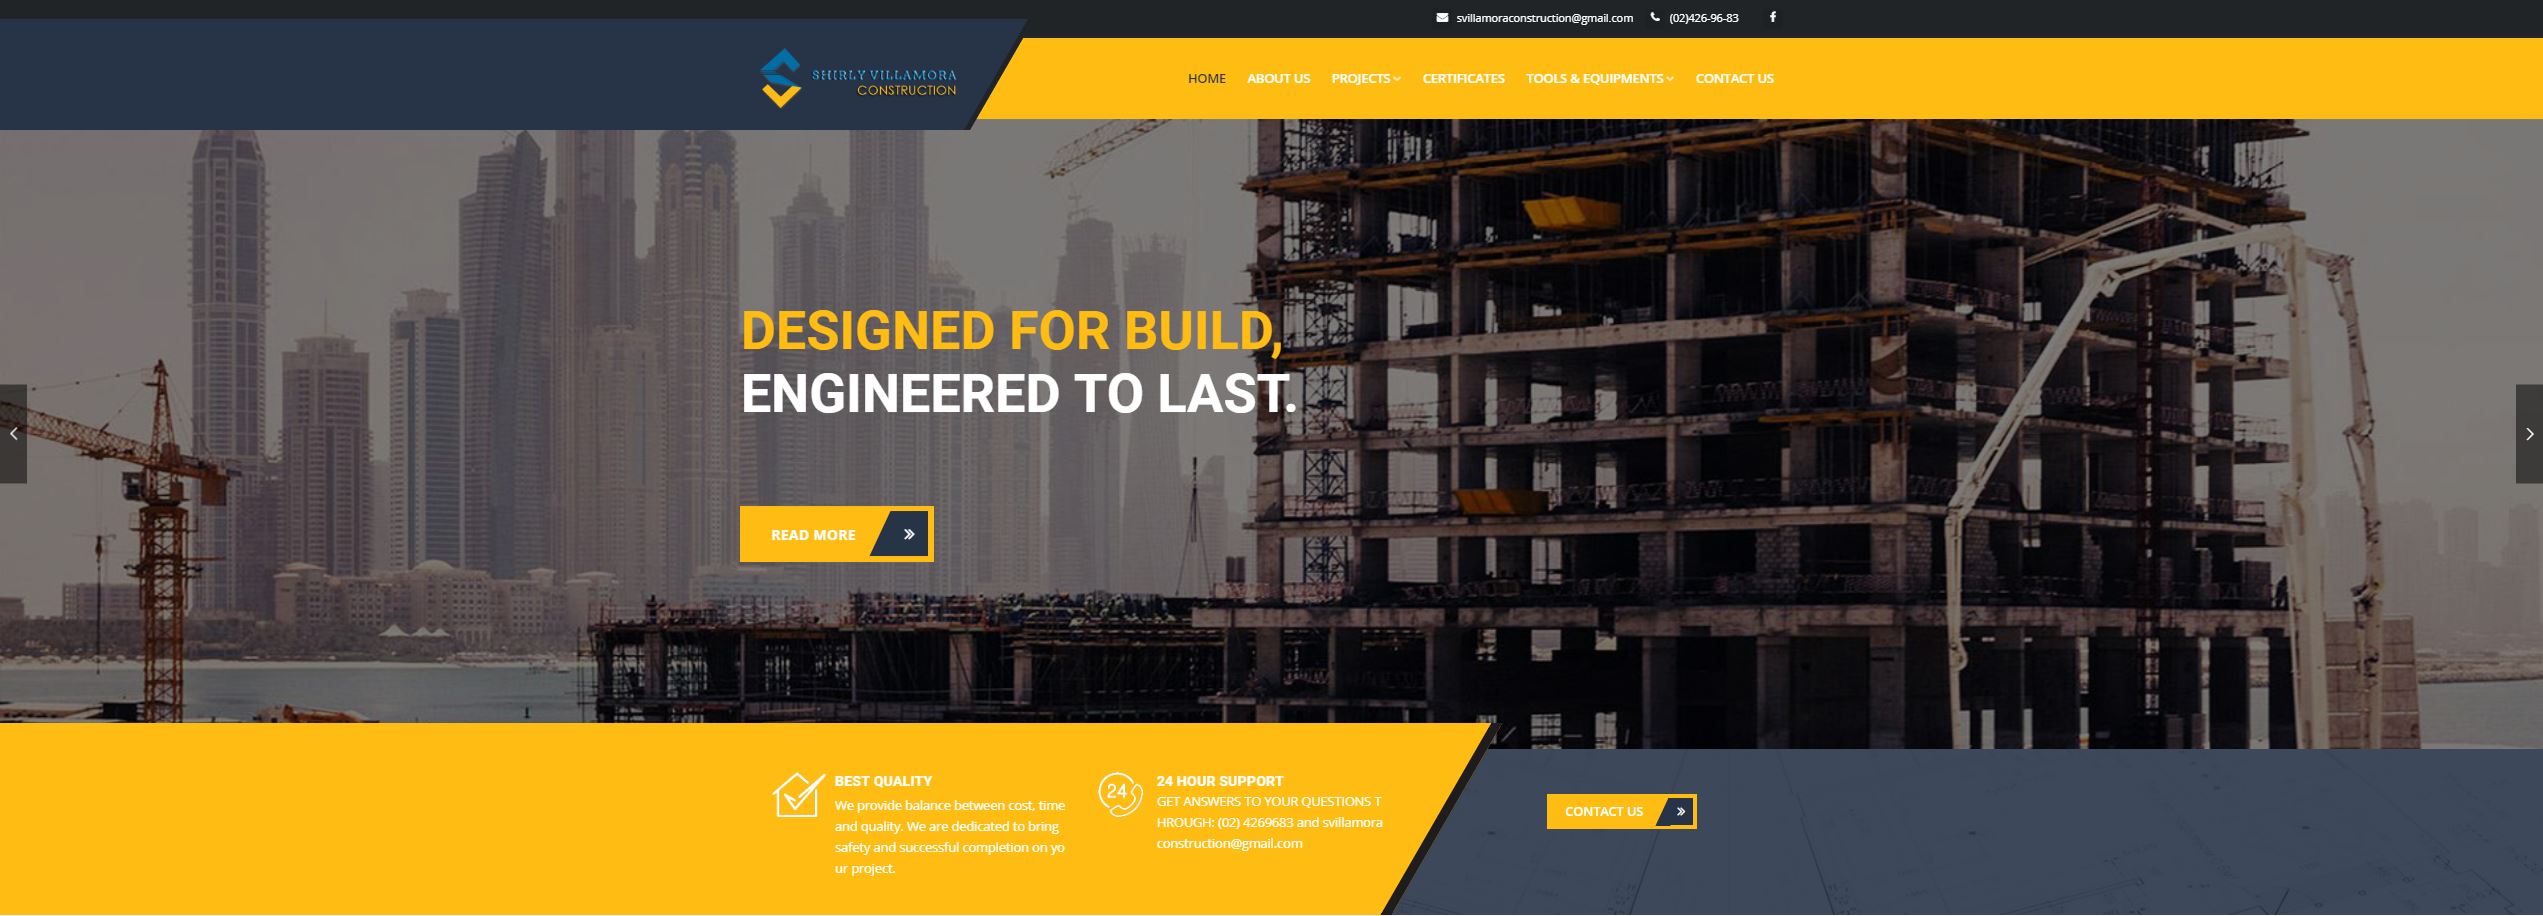 svillamoraconstruction@gmail.com (02)426-96-83
SHIRLY VILLAMORA
CONSTRUCTION
HOME ABOUT US PROJECTS CERTIFICATES TOOLS & EQUIPMENTS CONTACT US
DESIGNED FOR BUILD,
ENGINEERED TO LAST.
READ MORE
BEST QUALITY
We provide balance between cost, time
and quality. We are dedicated to bring
safety and successful completion on yo
ur project.
24
24 HOUR SUPPORT
GET ANSWERS TO YOUR QUESTIONS T
HROUGH: (02) 4269683 and svillamora
construction@gmail.com
CONTACT US